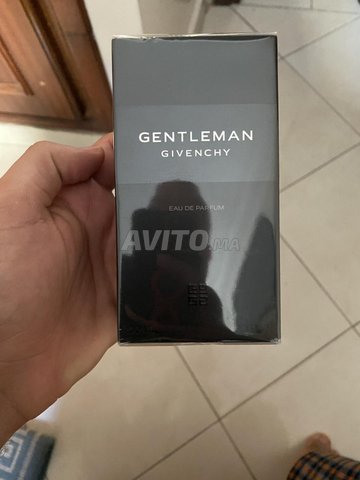 GENTLEMAN
GIVENCHY
EAU DE PARFUM
AVITO.MA